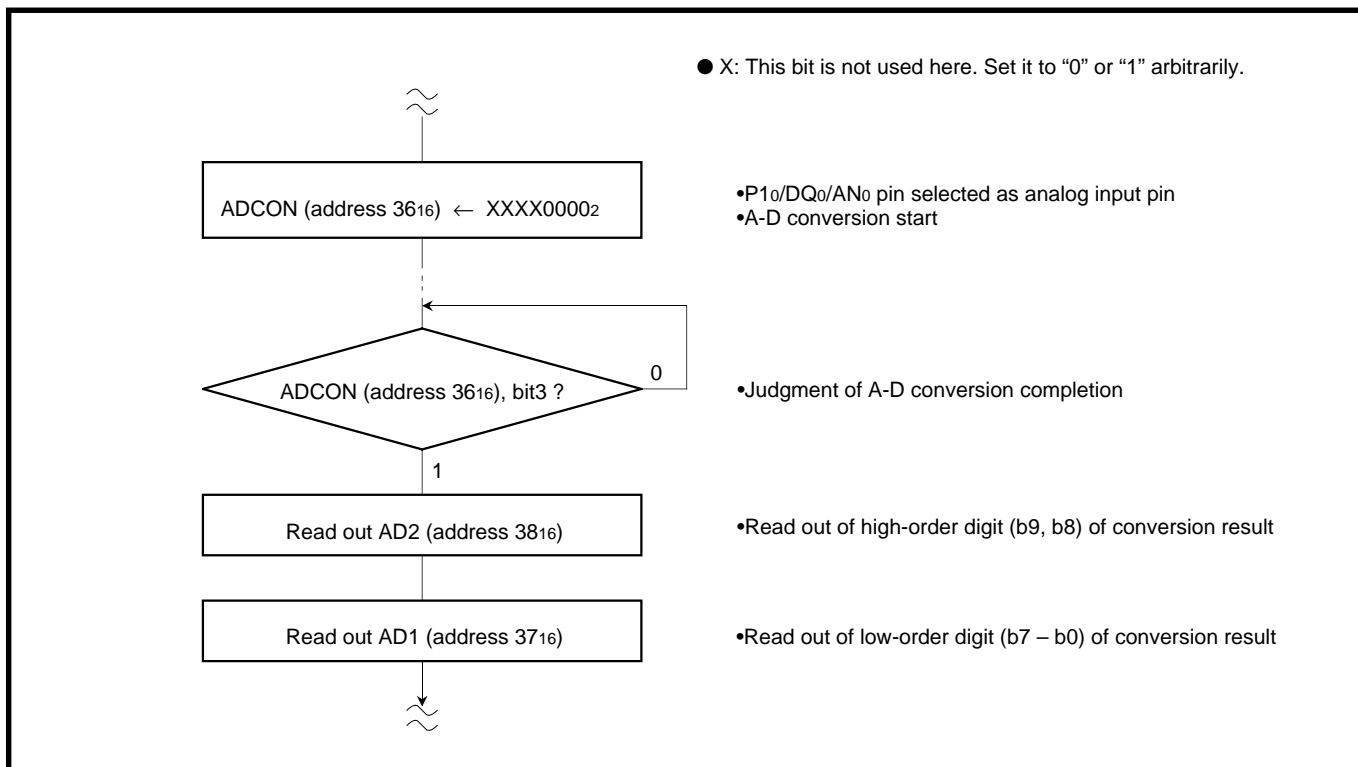 ● X: This bit is not used here. Set it to “0” or “1” arbitrarily.
ADCON (address 36₁₆) ← XXXX0000₂
•P1₀/DQ₀/AN₀ pin selected as analog input pin
•A-D conversion start
0
ADCON (address 36₁₆), bit3 ?
•Judgment of A-D conversion completion
1
Read out AD2 (address 38₁₆)
•Read out of high-order digit (b9, b8) of conversion result
Read out AD1 (address 37₁₆)
•Read out of low-order digit (b7 – b0) of conversion result